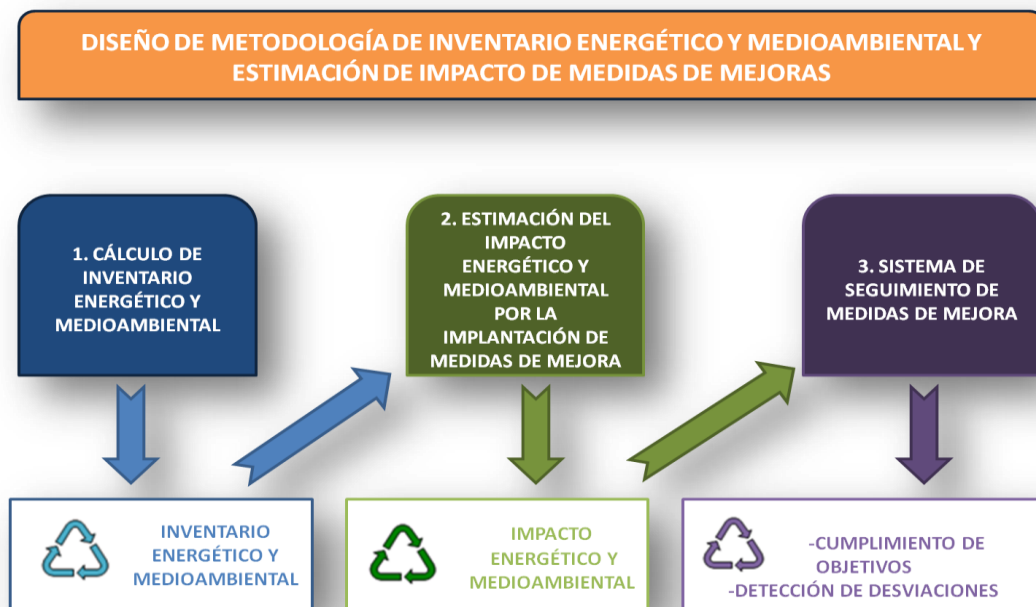 DISEÑO DE METODOLOGÍA DE INVENTARIO ENERGÉTICO Y MEDIOAMBIENTAL Y
ESTIMACIÓN DE IMPACTO DE MEDIDAS DE MEJORAS
1. CÁLCULO DE
INVENTARIO
ENERGÉTICO Y
MEDIOAMBIENTAL
2. ESTIMACIÓN DEL
IMPACTO
ENERGÉTICO Y
MEDIOAMBIENTAL
POR LA
IMPLANTACIÓN DE
MEDIDAS DE MEJORA
3. SISTEMA DE
SEGUIMIENTO DE
MEDIDAS DE MEJORA
INVENTARIO
ENERGÉTICO Y
MEDIOAMBIENTAL
IMPACTO
ENERGÉTICO Y
MEDIOAMBIENTAL
-CUMPLIMIENTO DE
OBJETIVOS
-DETECCIÓN DE DESVIACIONES